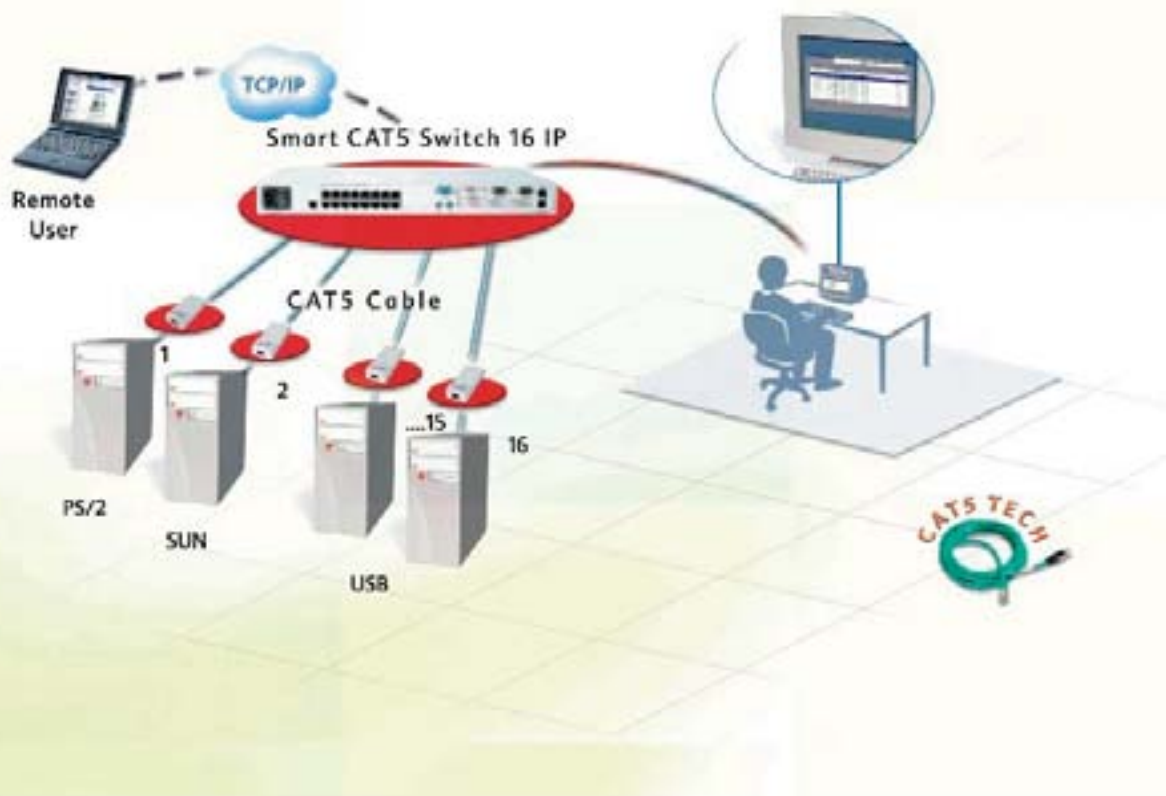 TCP/IP
Smart CAT5 Switch 16 IP
Remote
User
CAT5 Cable
1
2
....15
16
PS/2
SUN
USB
CAT5 TECH